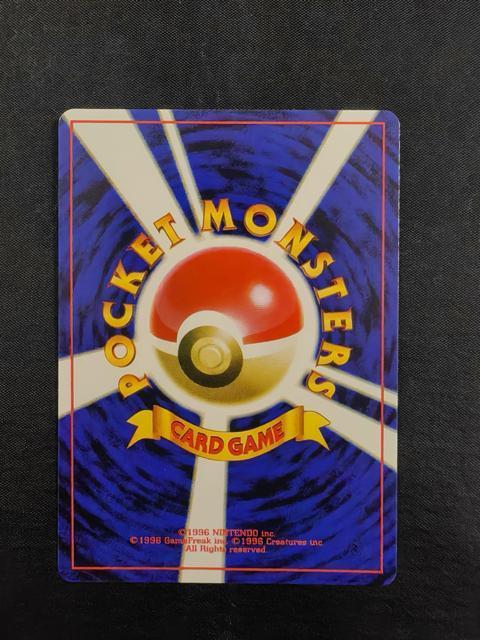 POCKET MONSTERS
CARD GAME
©1996 NINTENDO inc.
©1996 GameFreak inc. ©1996 Creatures inc
All Rights reserved.